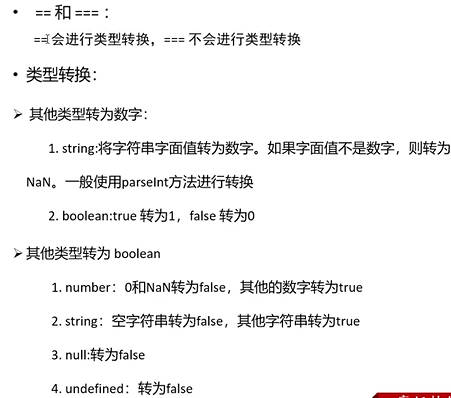 • == 和 === ：
==会进行类型转换，=== 不会进行类型转换
• 类型转换：
➢ 其他类型转为数字：
1. string:将字符串字面值转为数字。如果字面值不是数字，则转为
NaN。一般使用parseInt方法进行转换
2. boolean:true 转为1，false 转为0
➢ 其他类型转为 boolean
1. number：0和NaN转为false，其他的数字转为true
2. string：空字符串转为false，其他字符串转为true
3. null:转为false
4. undefined：转为false